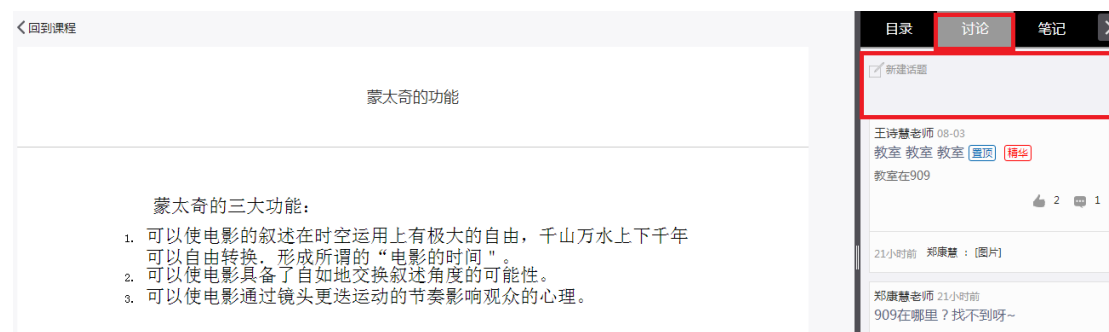 回到课程
蒙太奇的功能
蒙太奇的三大功能：
1. 可以使电影的叙述在时空运用上有极大的自由，千山万水上下千年
可以自由转换．形成所谓的“电影的时间＂。
2. 可以使电影具备了自如地交换叙述角度的可能性。
3. 可以使电影通过镜头更迭运动的节奏影响观众的心理。
目录 讨论 笔记
新建话题
王诗慧老师 08-03
教室 教室 教室 置顶 精华
教室在909
2 1
21小时前 郑康慧 : [图片]
郑康慧老师 21小时前
909在哪里？找不到呀~